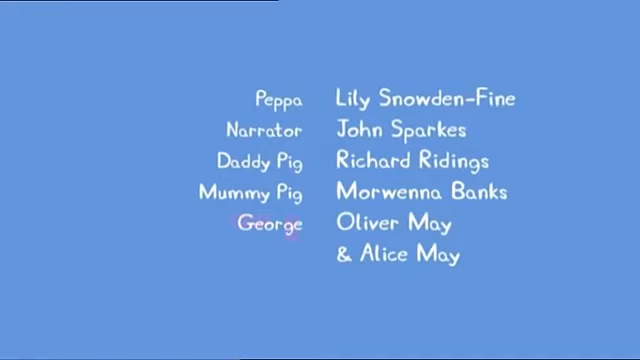 Peppa Lily Snowden-Fine
Narrator John Sparkes
Daddy Pig Richard Ridings
Mummy Pig Morwenna Banks
George Oliver May
& Alice May